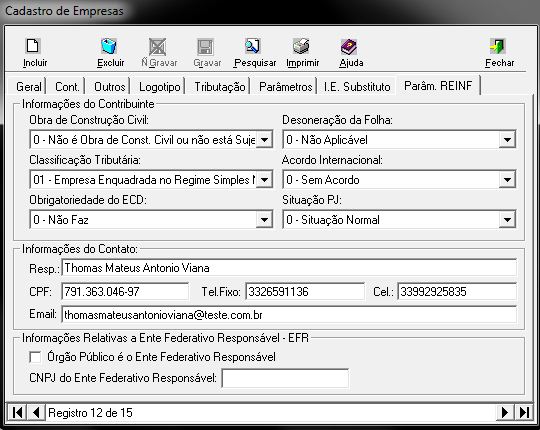 Cadastro de Empresas
Incluir Excluir Ñ Gravar Gravar Pesquisar Imprimir Ajuda Fechar
Geral Cont. Outros Logotipo Tributação Parâmetros I.E. Substituto Parâm. REINF
Informações do Contribuinte
Obra de Construção Civil: Desoneração da Folha:
0 - Não é Obra de Const. Civil ou não está Suje 0 - Não Aplicável
Classificação Tributária: Acordo Internacional:
01 - Empresa Enquadrada no Regime Simples N 0 - Sem Acordo
Obrigatoriedade do ECD: Situação PJ:
0 - Não Faz 0 - Situação Normal
Informações do Contato:
Resp.: Thomas Mateus Antonio Viana
CPF: 791.363.046-97 Tel.Fixo: 3326591136 Cel.: 33992925835
Email: thomasmateusantonioviana@teste.com.br
Informações Relativas a Ente Federativo Responsável - EFR
Órgão Público é o Ente Federativo Responsável
CNPJ do Ente Federativo Responsável:
Registro 12 de 15